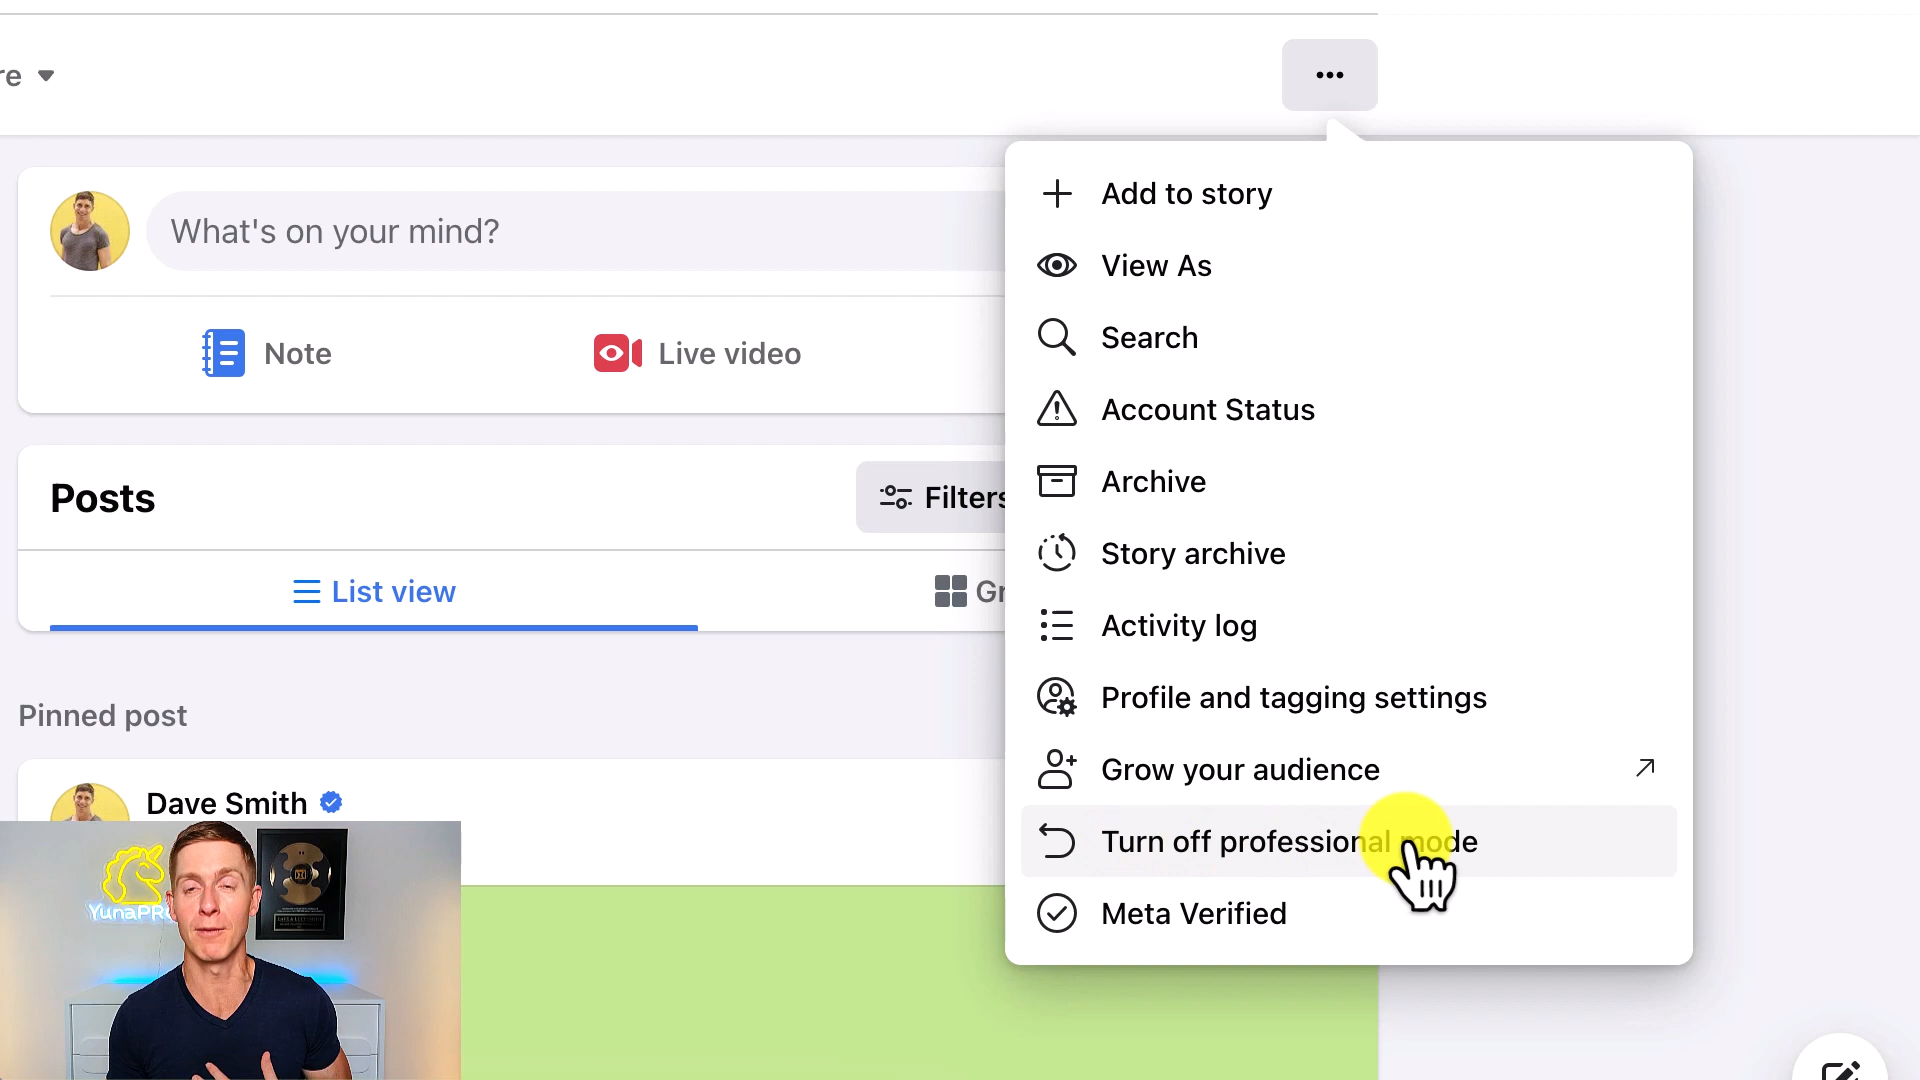 re
What's on your mind?
Note
Live video
Posts
Filters
List view
Gr
Pinned post
Dave Smith
YunaPR
Add to story
View As
Search
Account Status
Archive
Story archive
Activity log
Profile and tagging settings
Grow your audience
Turn off professional mode
Meta Verified